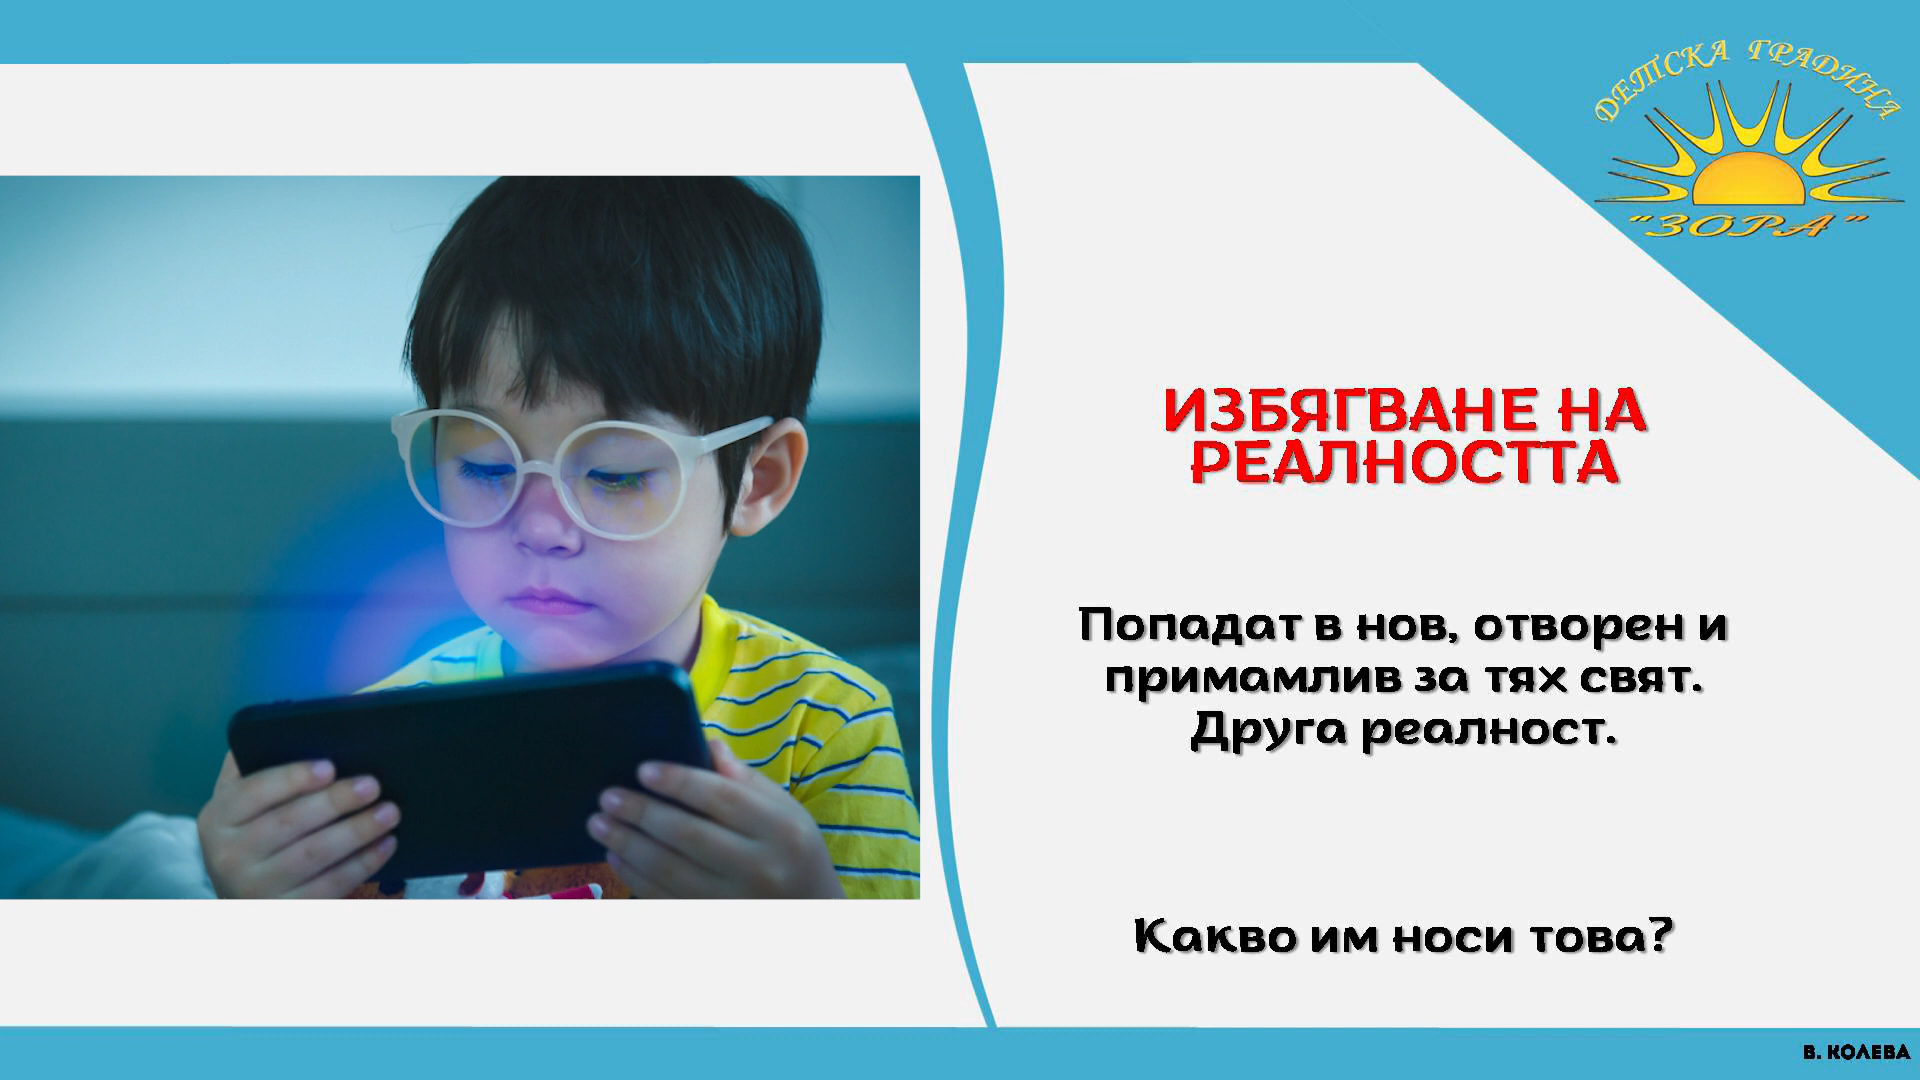 ДЕТСКА ГРАДИНА
"ЗОРА"
ИЗБЯГВАНЕ НА
РЕАЛНОСТТА
Попадат в нов, отворен и
примамлив за тях свят.
Друга реалност.
Какво им носи това?
В. КОЛЕВА